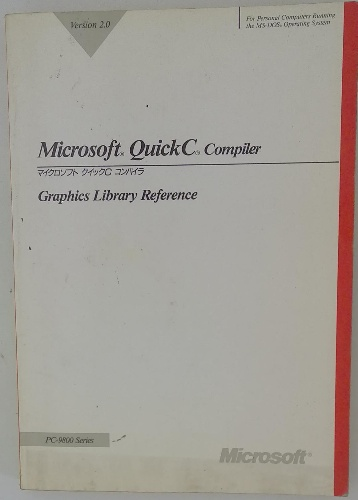 Version 2.0
For Personal Computers Running
the MS-DOS® Operating System
Microsoft® QuickC® Compiler
マイクロソフト クイックC コンパイラ
Graphics Library Reference
PC-9800 Series
Microsoft®